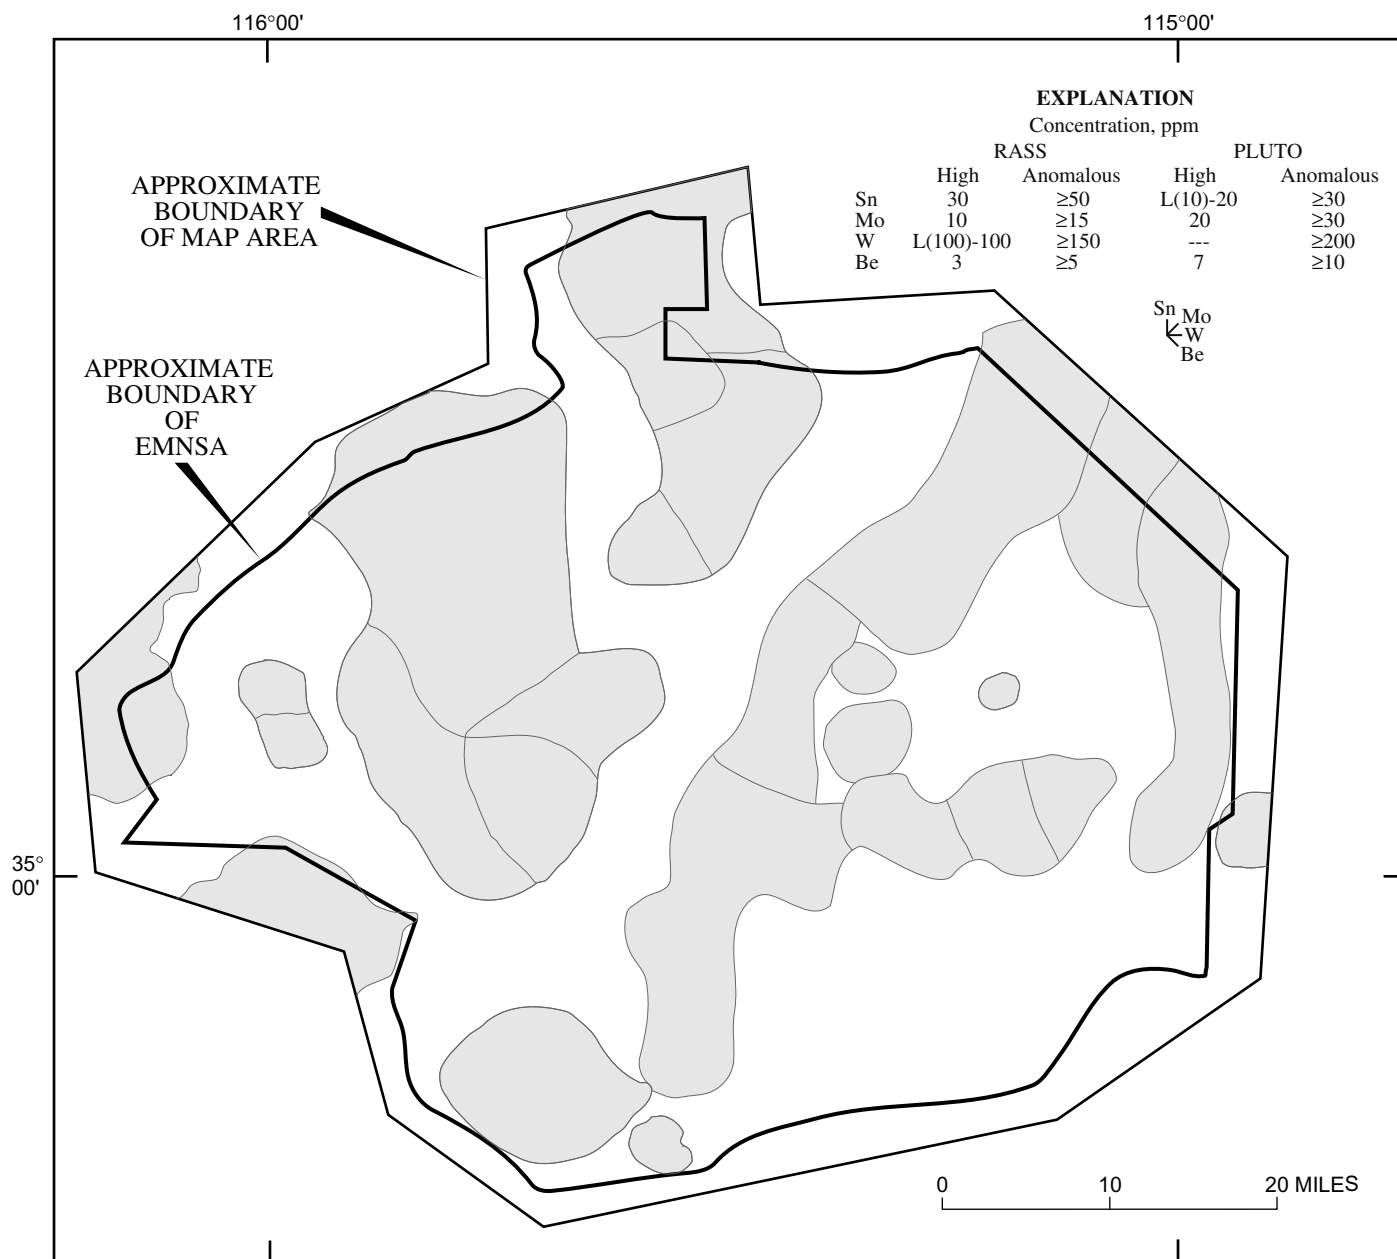 116°00' 115°00'
EXPLANATION
Concentration, ppm
RASS PLUTO
High Anomalous High Anomalous
Sn 30 ≥50 L(10)-20 ≥30
Mo 10 ≥15 20 ≥30
W L(100)-100 ≥150 --- ≥200
Be 3 ≥5 7 ≥10
Sn
Mo
W
Be
APPROXIMATE
BOUNDARY
OF MAP AREA
APPROXIMATE
BOUNDARY
OF
EMNSA
35°
00'
0 10 20 MILES